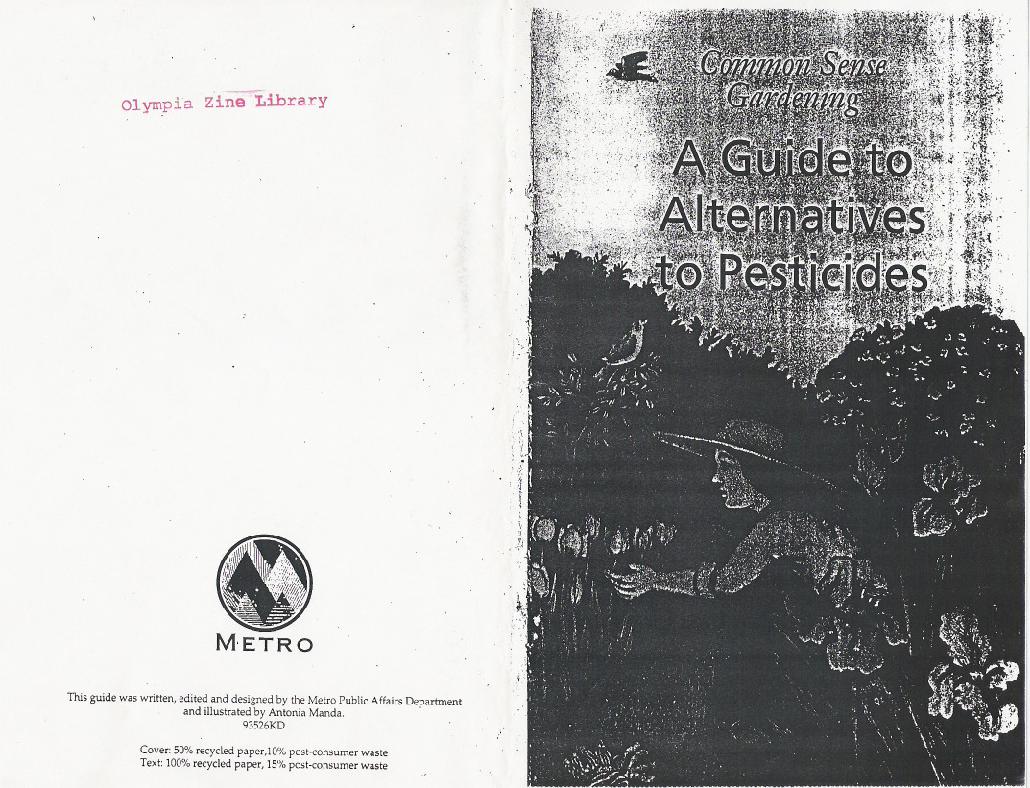 Olympia Zine Library
METRO
This guide was written, edited and designed by the Metro Public Affairs Department
and illustrated by Antonia Manda.
93526KD
Cover: 50% recycled paper,10% post-consumer waste
Text: 100% recycled paper, 15% post-consumer waste
Common Sense
Gardening
A Guide to
Alternatives
to Pesticides